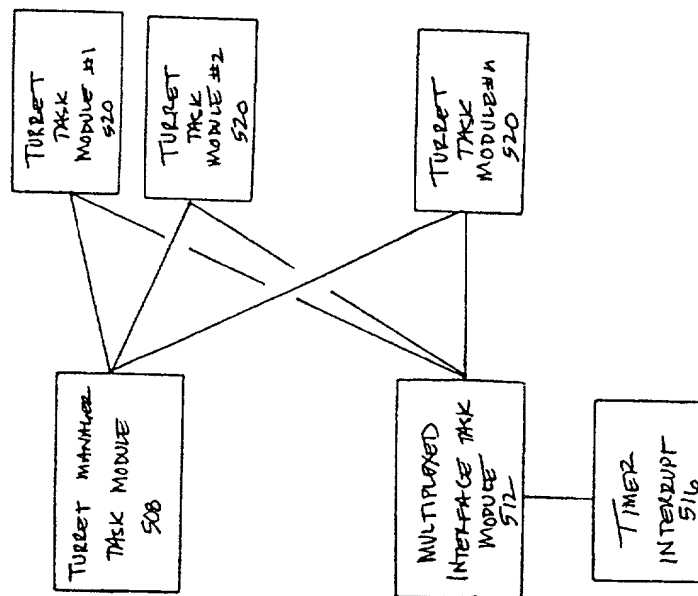 TURRET
TASK
MODULE #1
520
TURRET
TASK
MODULE #2
520
TURRET
TASK
MODULE #n
520
TURRET MANAGER
TASK MODULE
508
MULTIPLEXED
INTERFACE TASK
MODULE
512
TIMER
INTERRUPT
516